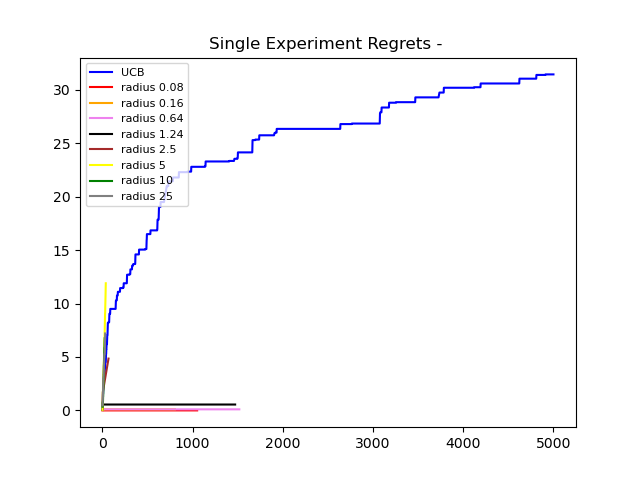 Single Experiment Regrets -
UCB
radius 0.08
radius 0.16
radius 0.64
radius 1.24
radius 2.5
radius 5
radius 10
radius 25
30
25
20
15
10
5
0
0 1000 2000 3000 4000 5000